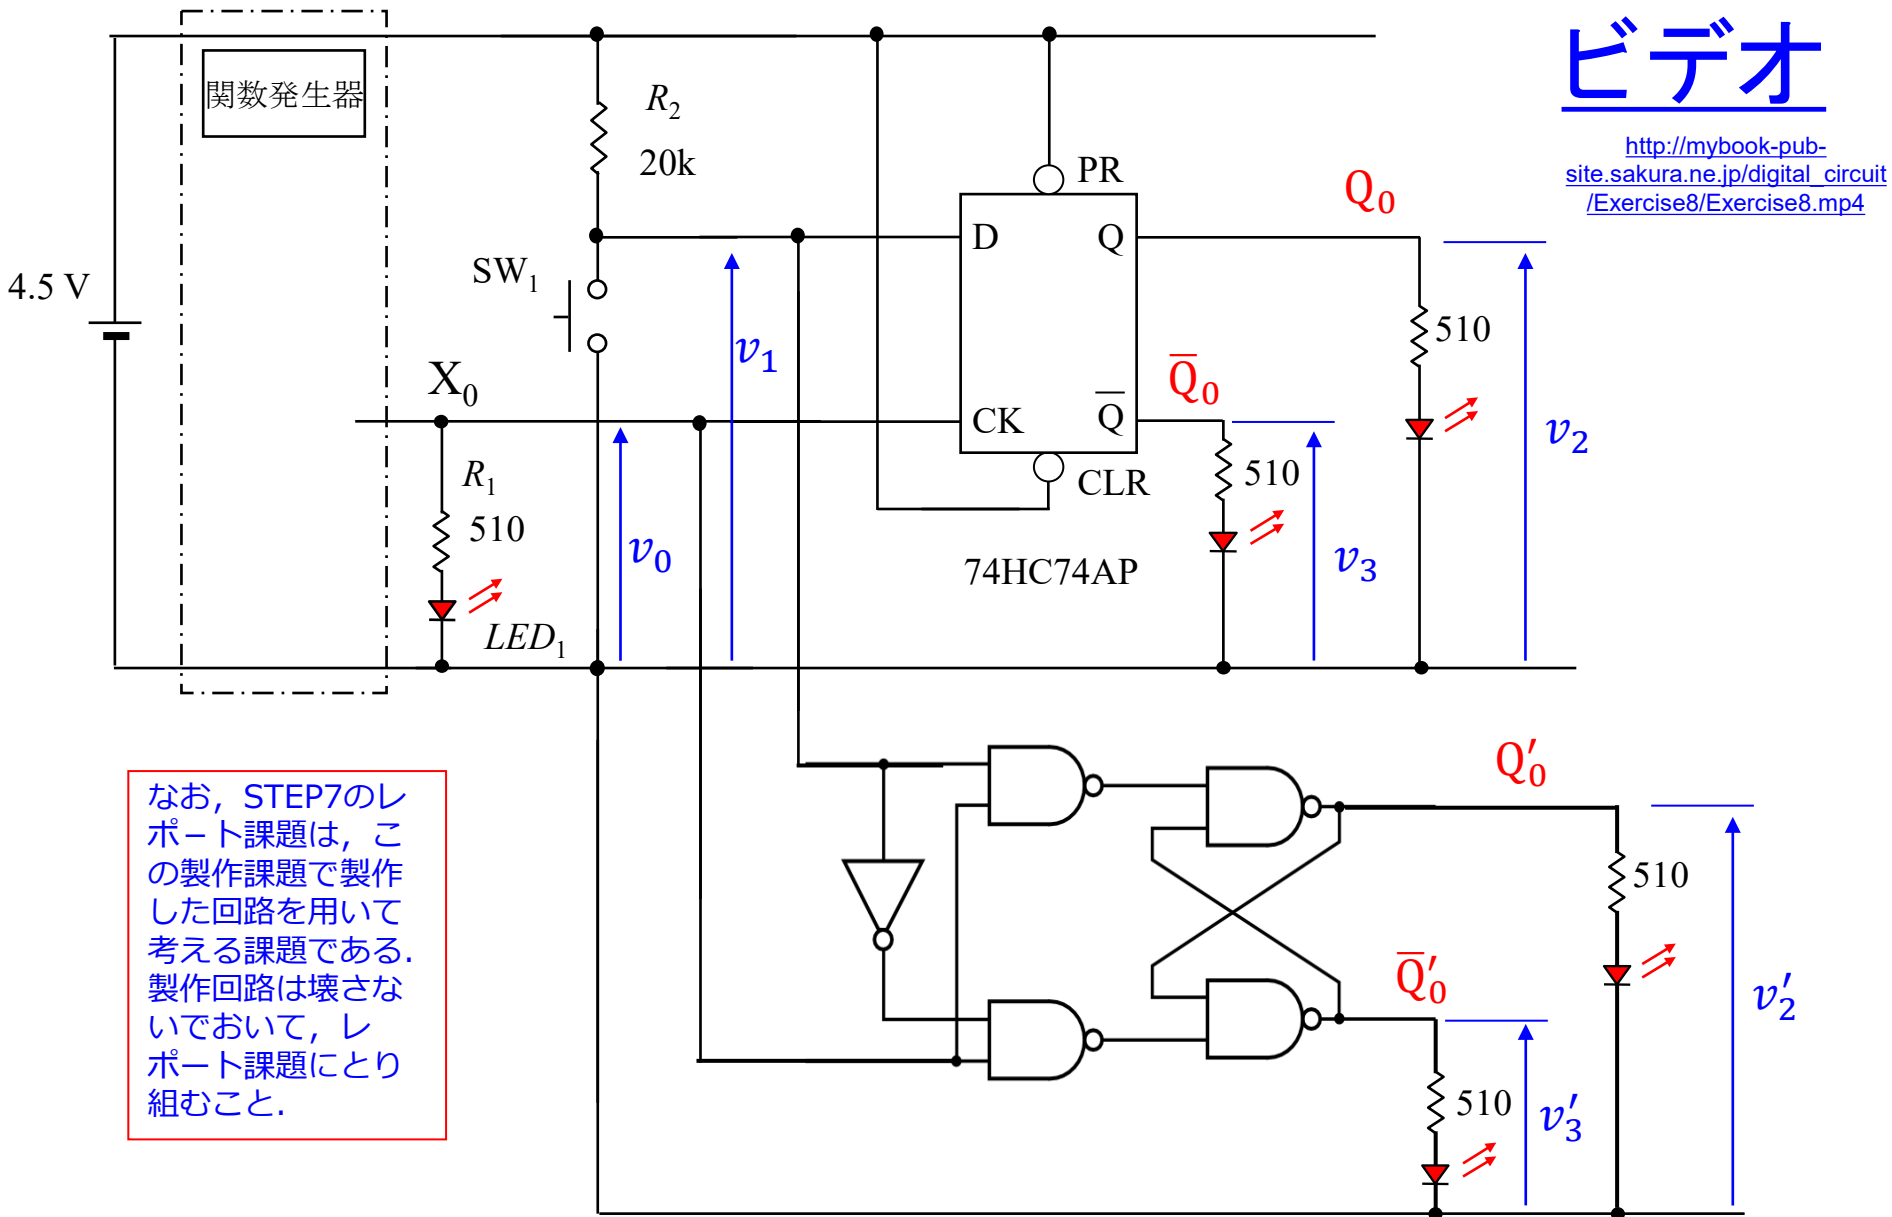 ビデオ
http://mybook-pub-
site.sakura.ne.jp/digital_circuit
/Exercise8/Exercise8.mp4
関数発生器
4.5 V
R₂
20k
SW₁
X₀
R₁
510
LED₁
v₀
v₁
PR
D
Q
CK
Q̅
CLR
74HC74AP
Q₀
Q̅₀
510
v₂
510
v₃
なお，STEP7のレ
ポート課題は，こ
の製作課題で製作
した回路を用いて
考える課題である．
製作回路は壊さな
いでおいて，レ
ポート課題にとり
組むこと．
Q′₀
510
v′₂
Q̅′₀
510
v′₃